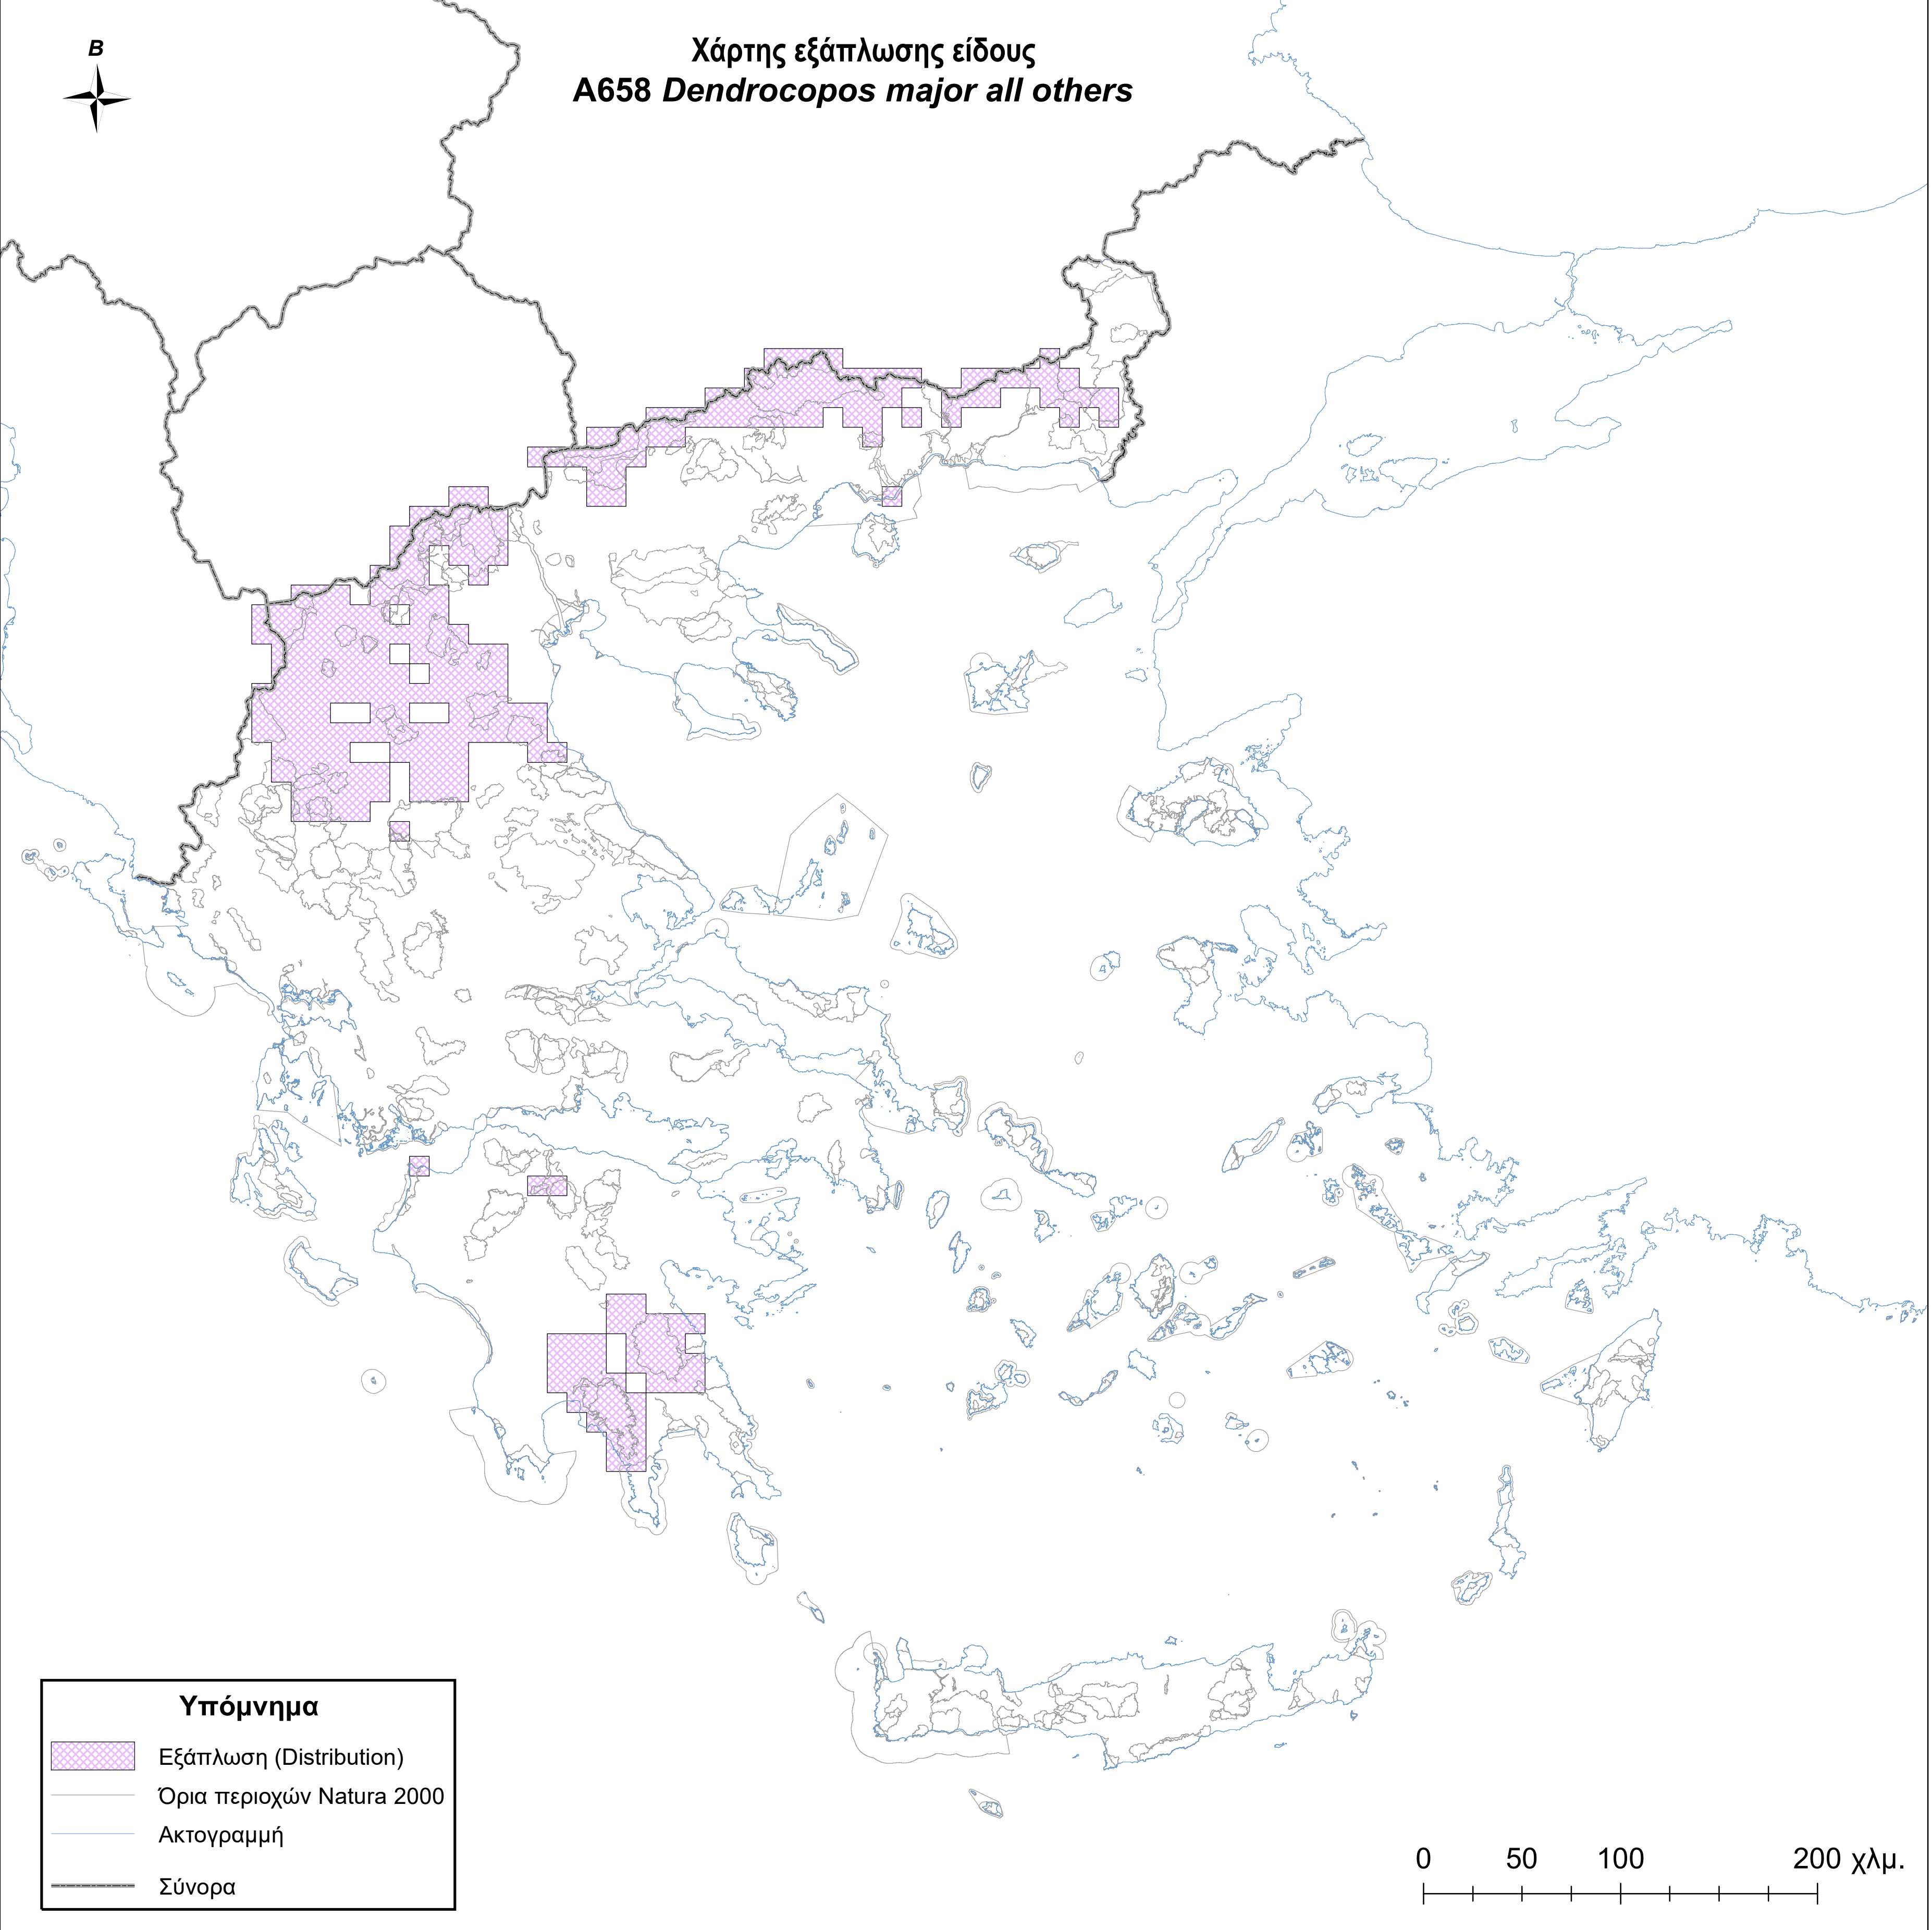 Β
Χάρτης εξάπλωσης είδους
A658 Dendrocopos major all others
Υπόμνημα
Εξάπλωση (Distribution)
Όρια περιοχών Natura 2000
Ακτογραμμή
Σύνορα
0 50 100 200 χλμ.